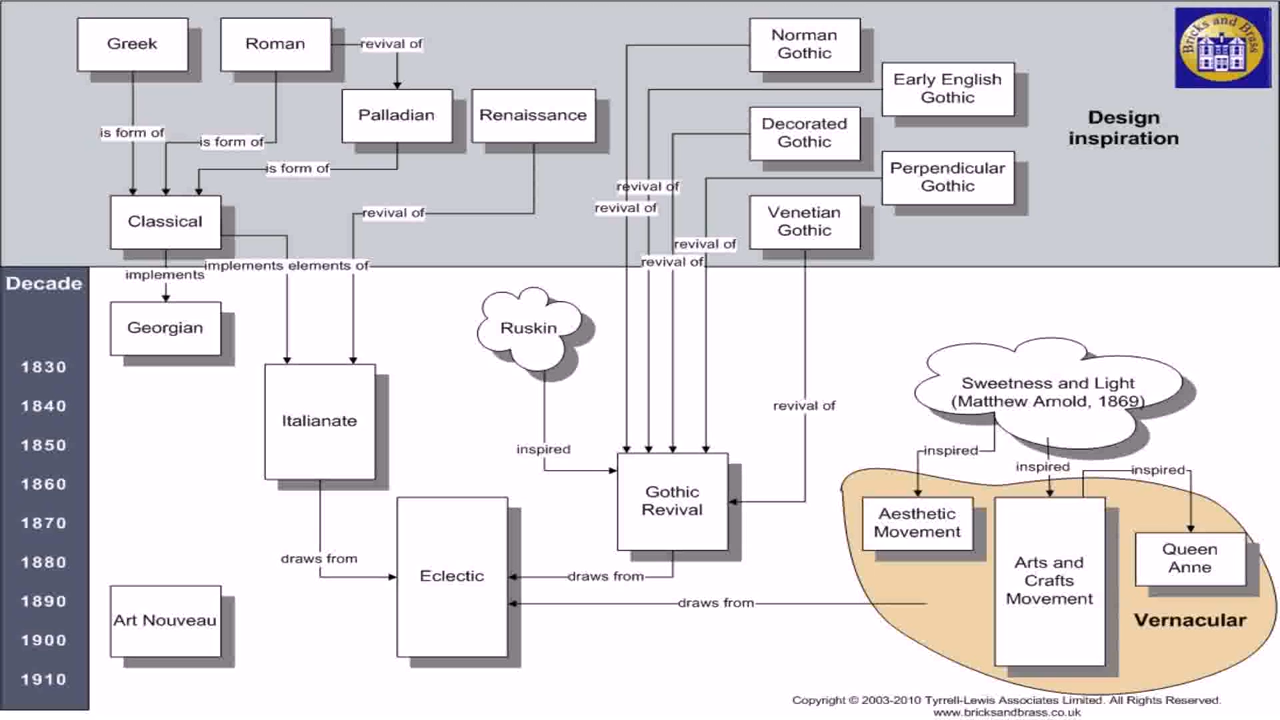 Greek
Roman
revival of
Norman
Gothic
Bricks and Brass
Early English
Gothic
Palladian
Renaissance
Decorated
Gothic
Design
inspiration
is form of
is form of
is form of
Perpendicular
Gothic
revival of
revival of
Classical
revival of
Venetian
Gothic
revival of
revival of
implements
implements elements of
Decade
Georgian
Ruskin
1830
1840
1850
1860
1870
1880
1890
1900
1910
Italianate
Sweetness and Light
(Matthew Arnold, 1869)
revival of
inspired
inspired
inspired
inspired
Gothic
Revival
Aesthetic
Movement
Queen
Anne
draws from
Eclectic
draws from
Arts and
Crafts
Movement
draws from
Art Nouveau
Vernacular
Copyright © 2003-2010 Tyrrell-Lewis Associates Limited. All Rights Reserved.
www.bricksandbrass.co.uk